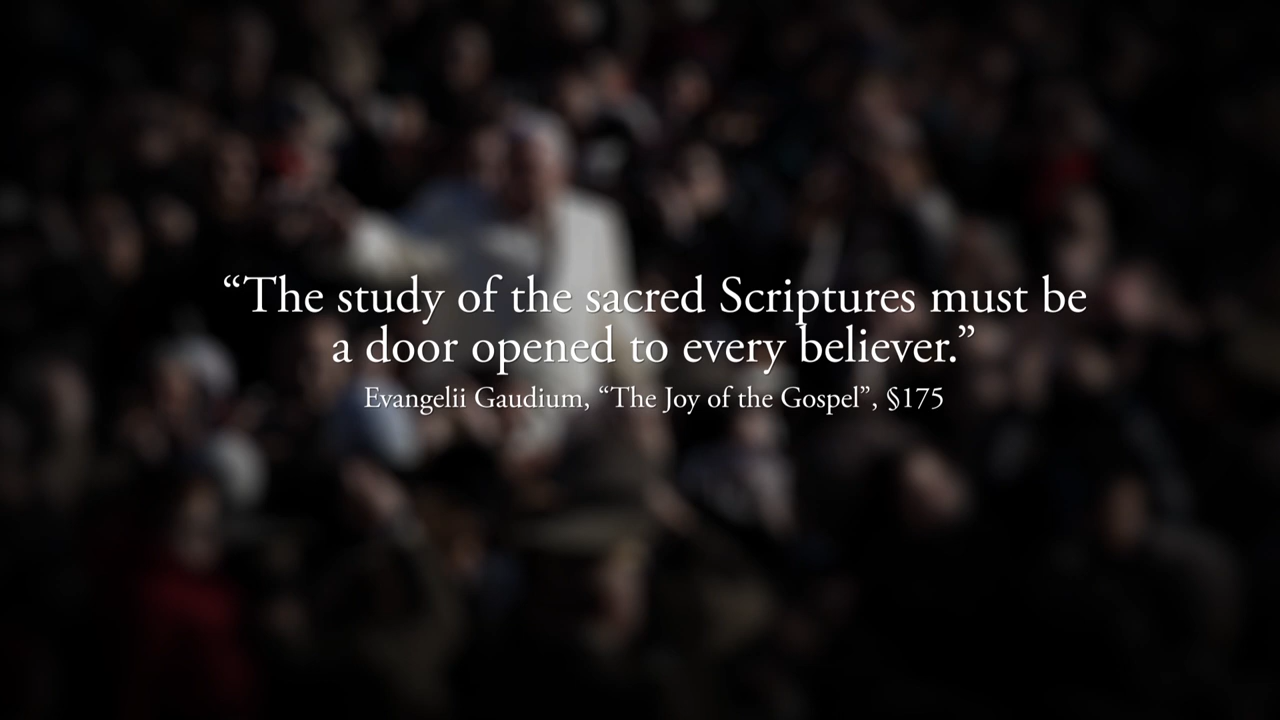 “The study of the sacred Scriptures must be
a door opened to every believer.”
Evangelii Gaudium, “The Joy of the Gospel”, §175